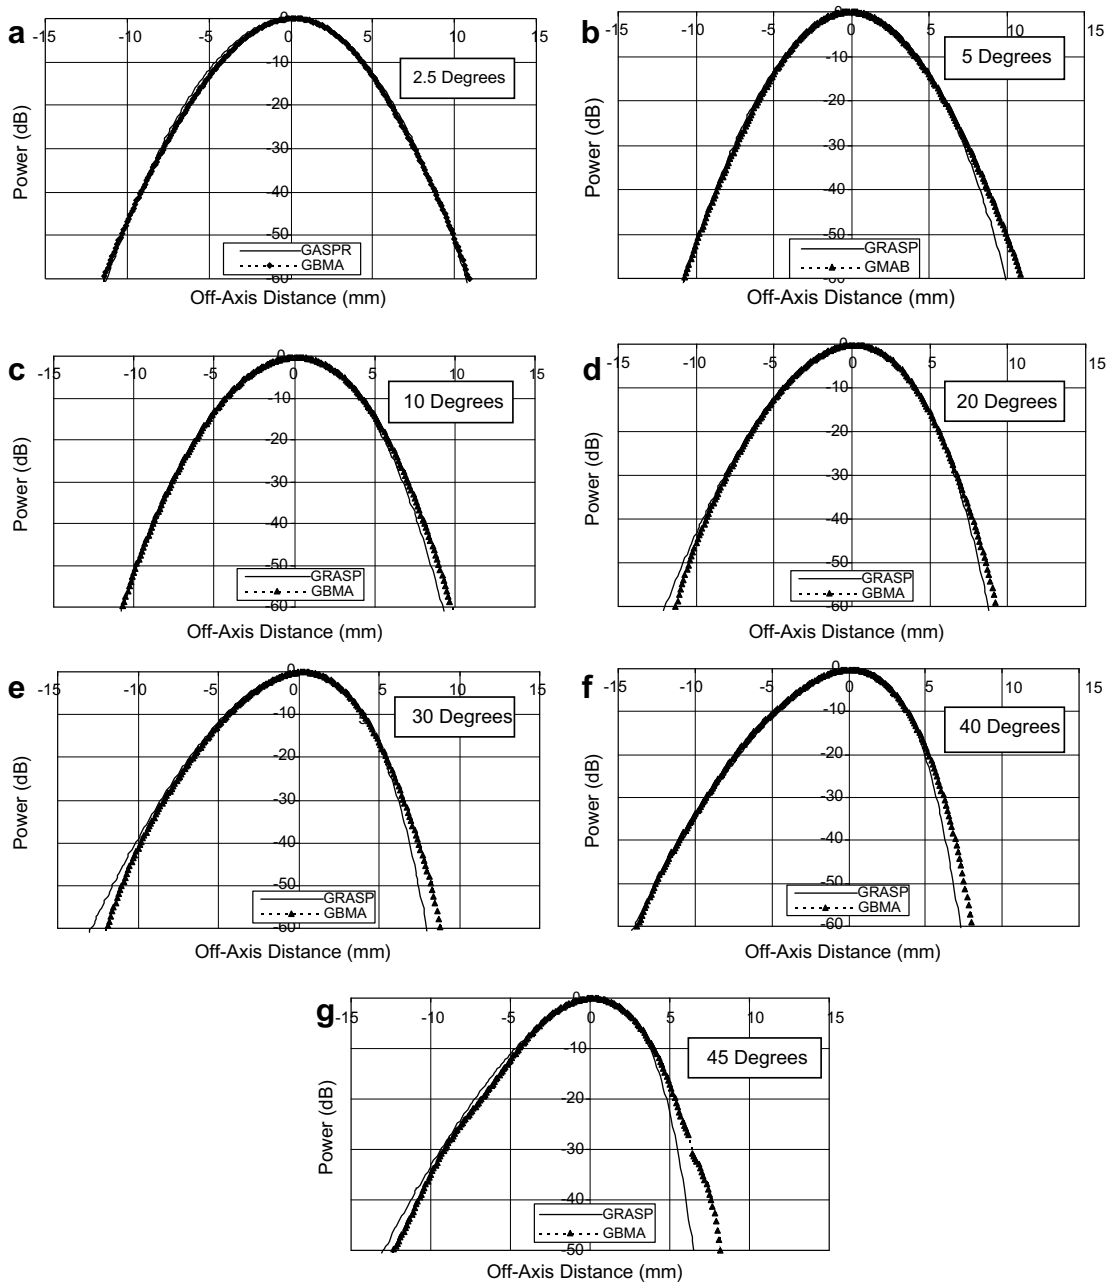 a
-15 -10 -5 0 5 10 15
-10
-20
-30
-40
-50
-60
2.5 Degrees
Power (dB)
GASPR
GBMA
Off-Axis Distance (mm)
b
-15 -10 -5 0 5 10 15
-10
-20
-30
-40
-50
-60
5 Degrees
Power (dB)
GRASP
GMAB
Off-Axis Distance (mm)
c
-15 -10 -5 0 5 10 15
-10
-20
-30
-40
-50
-60
10 Degrees
Power (dB)
GRASP
GBMA
Off-Axis Distance (mm)
d
-15 -10 -5 0 5 10 15
-10
-20
-30
-40
-50
-60
20 Degrees
Power (dB)
GRASP
GBMA
Off-Axis Distance (mm)
e
-15 -10 -5 0 5 10 15
-10
-20
-30
-40
-50
-60
30 Degrees
Power (dB)
GRASP
GBMA
Off-Axis Distance (mm)
f
-15 -10 -5 0 5 10 15
-10
-20
-30
-40
-50
-60
40 Degrees
Power (dB)
GRASP
GBMA
Off-Axis Distance (mm)
g
-15 -10 -5 0 5 10 15
-10
-20
-30
-40
-50
45 Degrees
Power (dB)
GRASP
GBMA
Off-Axis Distance (mm)